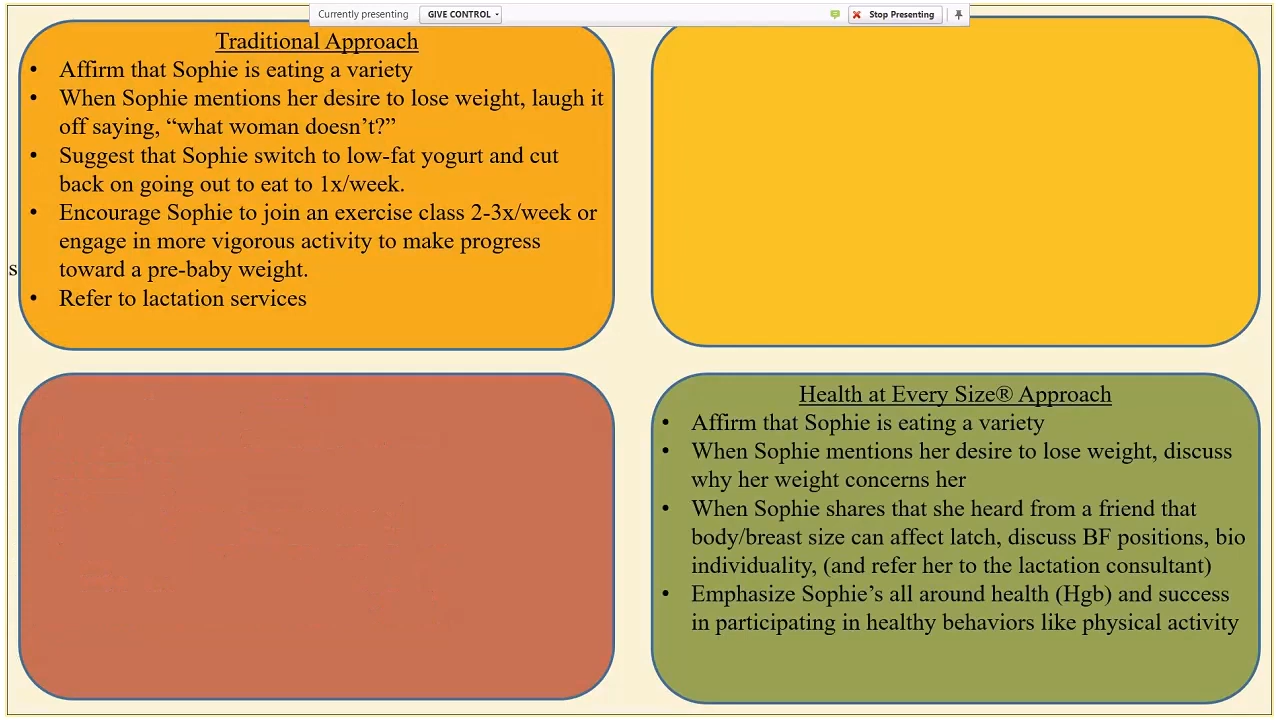 Currently presenting GIVE CONTROL Stop Presenting
Traditional Approach
• Affirm that Sophie is eating a variety
• When Sophie mentions her desire to lose weight, laugh it
off saying, “what woman doesn’t?”
• Suggest that Sophie switch to low-fat yogurt and cut
back on going out to eat to 1x/week.
• Encourage Sophie to join an exercise class 2-3x/week or
engage in more vigorous activity to make progress
toward a pre-baby weight.
• Refer to lactation services
s
Health at Every Size® Approach
• Affirm that Sophie is eating a variety
• When Sophie mentions her desire to lose weight, discuss
why her weight concerns her
• When Sophie shares that she heard from a friend that
body/breast size can affect latch, discuss BF positions, bio
individuality, (and refer her to the lactation consultant)
• Emphasize Sophie’s all around health (Hgb) and success
in participating in healthy behaviors like physical activity